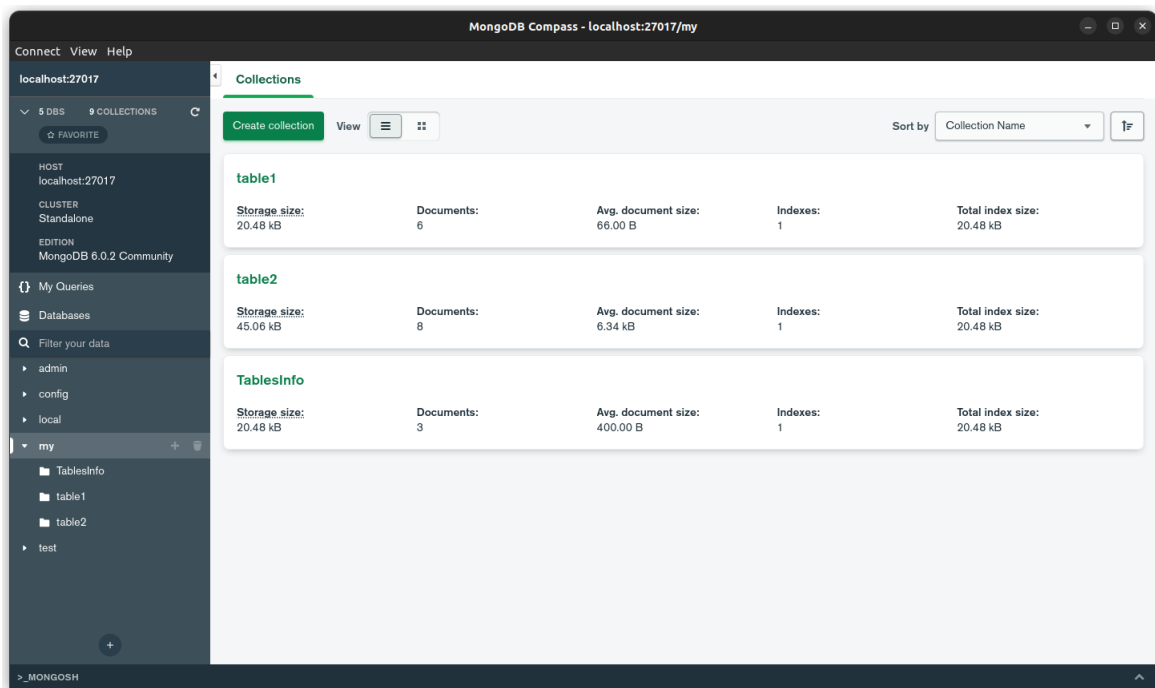 MongoDB Compass - localhost:27017/my
Connect View Help
localhost:27017
5 DBS 9 COLLECTIONS
FAVORITE
HOST
localhost:27017
CLUSTER
Standalone
EDITION
MongoDB 6.0.2 Community
{} My Queries
Databases
Filter your data
admin
config
local
my
TablesInfo
table1
table2
test
+
Collections
Create collection View Sort by Collection Name
table1
Storage size: Documents: Avg. document size: Indexes: Total index size:
20.48 kB 6 66.00 B 1 20.48 kB
table2
Storage size: Documents: Avg. document size: Indexes: Total index size:
45.06 kB 8 6.34 kB 1 20.48 kB
TablesInfo
Storage size: Documents: Avg. document size: Indexes: Total index size:
20.48 kB 3 400.00 B 1 20.48 kB
>_MONGOSH